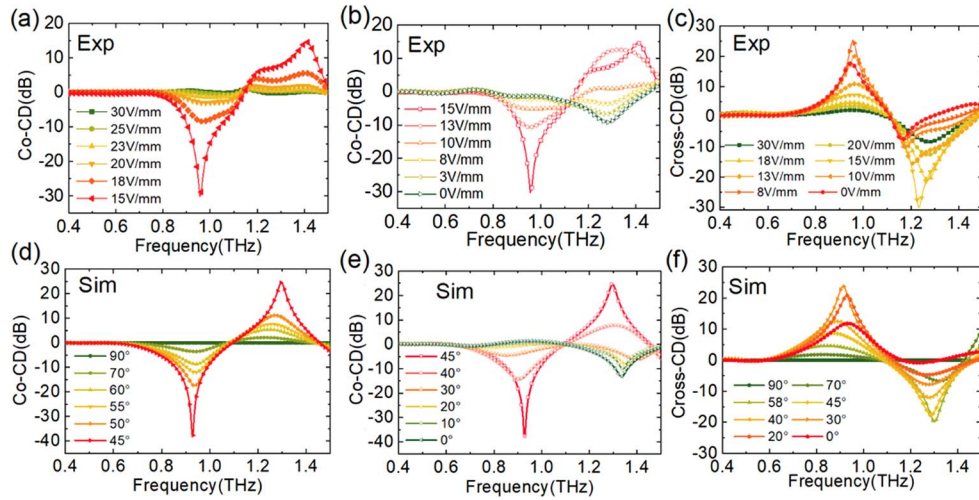 (a)
20
10
0
10
-20
-30
Co-CD(dB)
Exp
30V/mm
25V/mm
23V/mm
20V/mm
18V/mm
15V/mm
0.4 0.6 0.8 1.0 1.2 1.4
Frequency(THz)
(b)
20
10
0
-10
-20
-30
Co-CD(dB)
Exp
15V/mm
13V/mm
10V/mm
8V/mm
3V/mm
0V/mm
0.4 0.6 0.8 1.0 1.2 1.4
Frequency(THz)
(c)
30
20
10
0
-10
-20
-30
Cross-CD(dB)
Exp
30V/mm 20V/mm
18V/mm 15V/mm
13V/mm 10V/mm
8V/mm 0V/mm
0.4 0.6 0.8 1.0 1.2 1.4
Frequency(THz)
(d)
30
20
10
0
-10
-20
-30
-40
Co-CD(dB)
Sim
90°
70°
60°
55°
50°
45°
0.4 0.6 0.8 1.0 1.2 1.4
Frequency(THz)
(e)
30
20
10
0
-10
-20
-30
-40
Co-CD(dB)
Sim
45°
40°
30°
20°
10°
0°
0.4 0.6 0.8 1.0 1.2 1.4
Frequency(THz)
(f)
30
20
10
0
-10
-20
-30
Cross-CD(dB)
Sim
90° 70°
58° 45°
40° 30°
20° 0°
0.4 0.6 0.8 1.0 1.2 1.4
Frequency(THz)